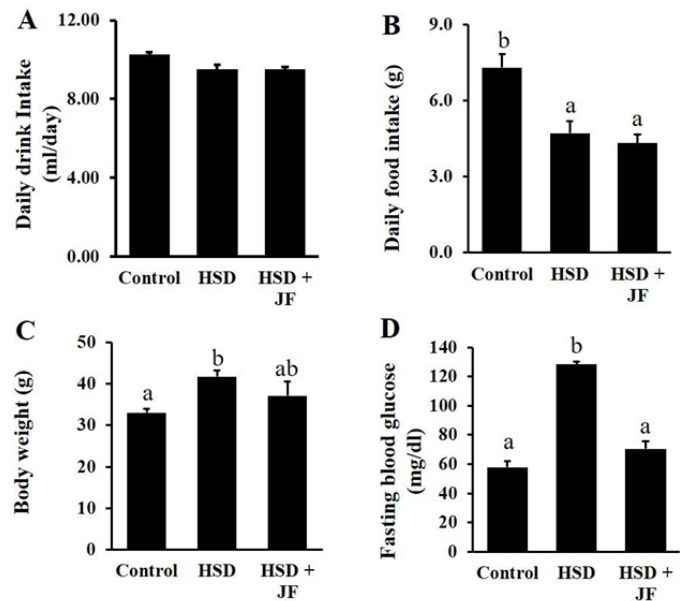 A
Daily drink Intake
(ml/day)
12.00
8.00
4.00
0.00
Control HSD HSD +
JF
B
Daily food intake (g)
9.0
6.0
3.0
0.0
b
a
a
Control HSD HSD +
JF
C
Body weight (g)
50
40
30
20
10
0
a
b
ab
Control HSD HSD +
JF
D
Fasting blood glucose
(mg/dl)
140
120
100
80
60
40
20
0
a
b
a
Control HSD HSD +
JF